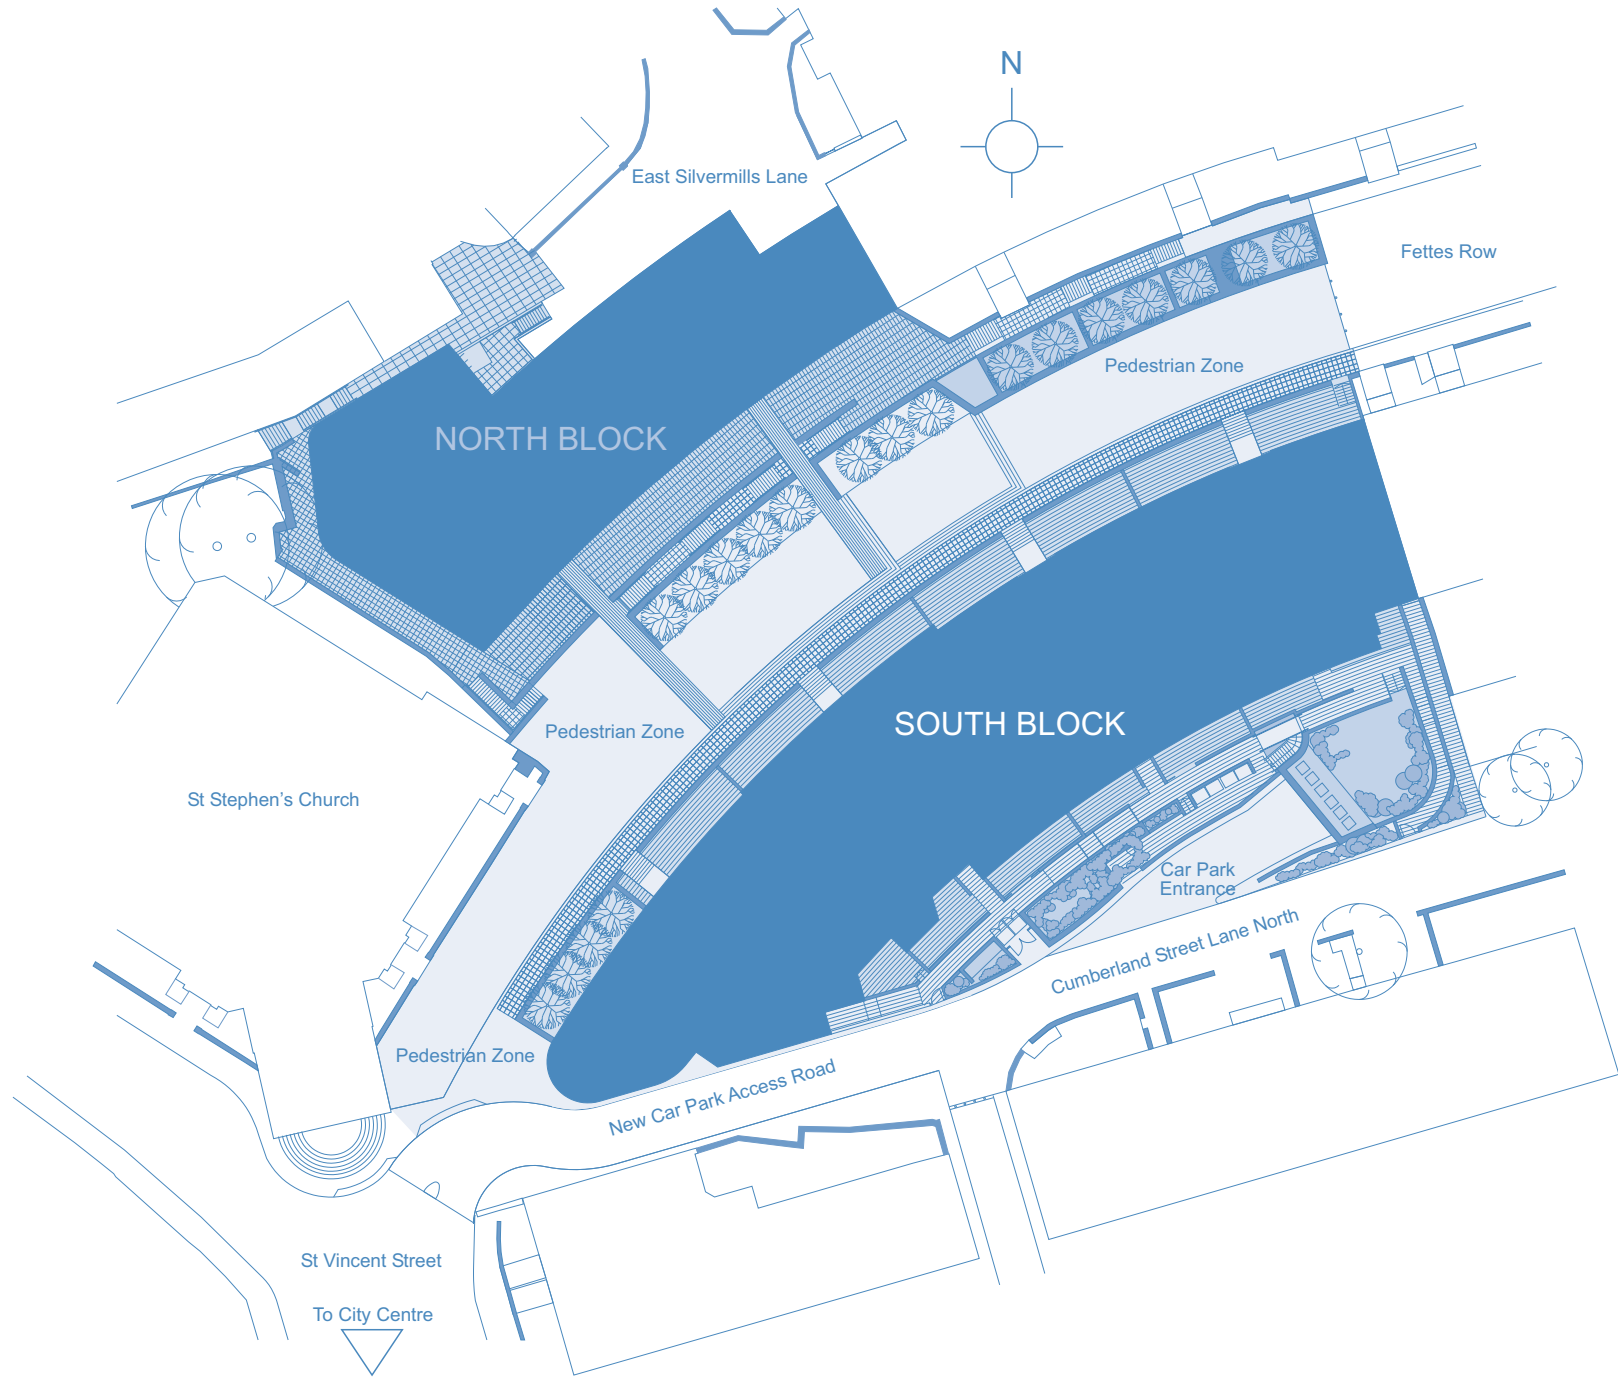 N
East Silvermills Lane
Fettes Row
Pedestrian Zone
NORTH BLOCK
SOUTH BLOCK
Pedestrian Zone
St Stephen’s Church
Car Park
Entrance
Cumberland Street Lane North
Pedestrian Zone
New Car Park Access Road
St Vincent Street
To City Centre